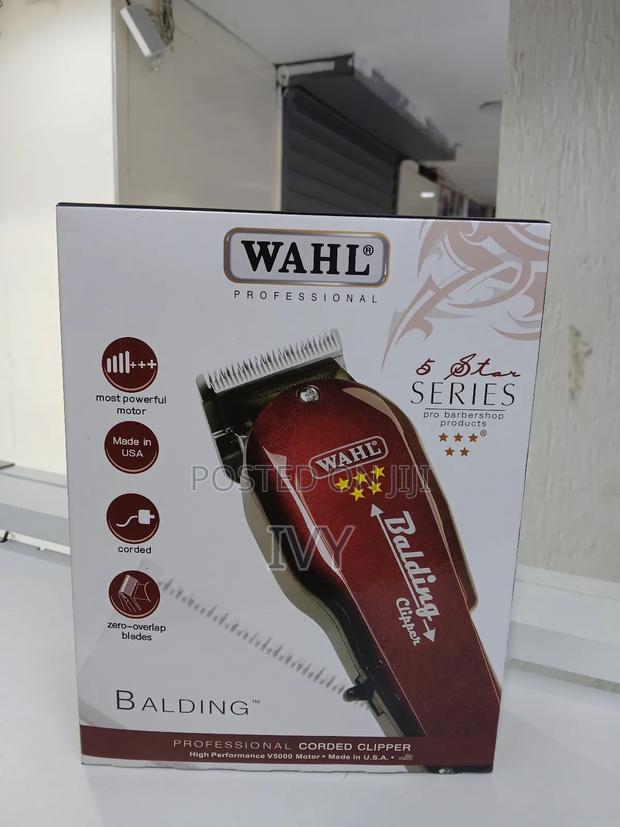 WAHL®
PROFESSIONAL
5 Star
SERIES
pro barbershop
products
most powerful
motor
Made in
USA
corded
zero-overlap
blades
WAHL
Balding
Clipper
POSTED ON JIJI
IVY
BALDING™
PROFESSIONAL CORDED CLIPPER
High Performance V5000 Motor • Made In U.S.A. •